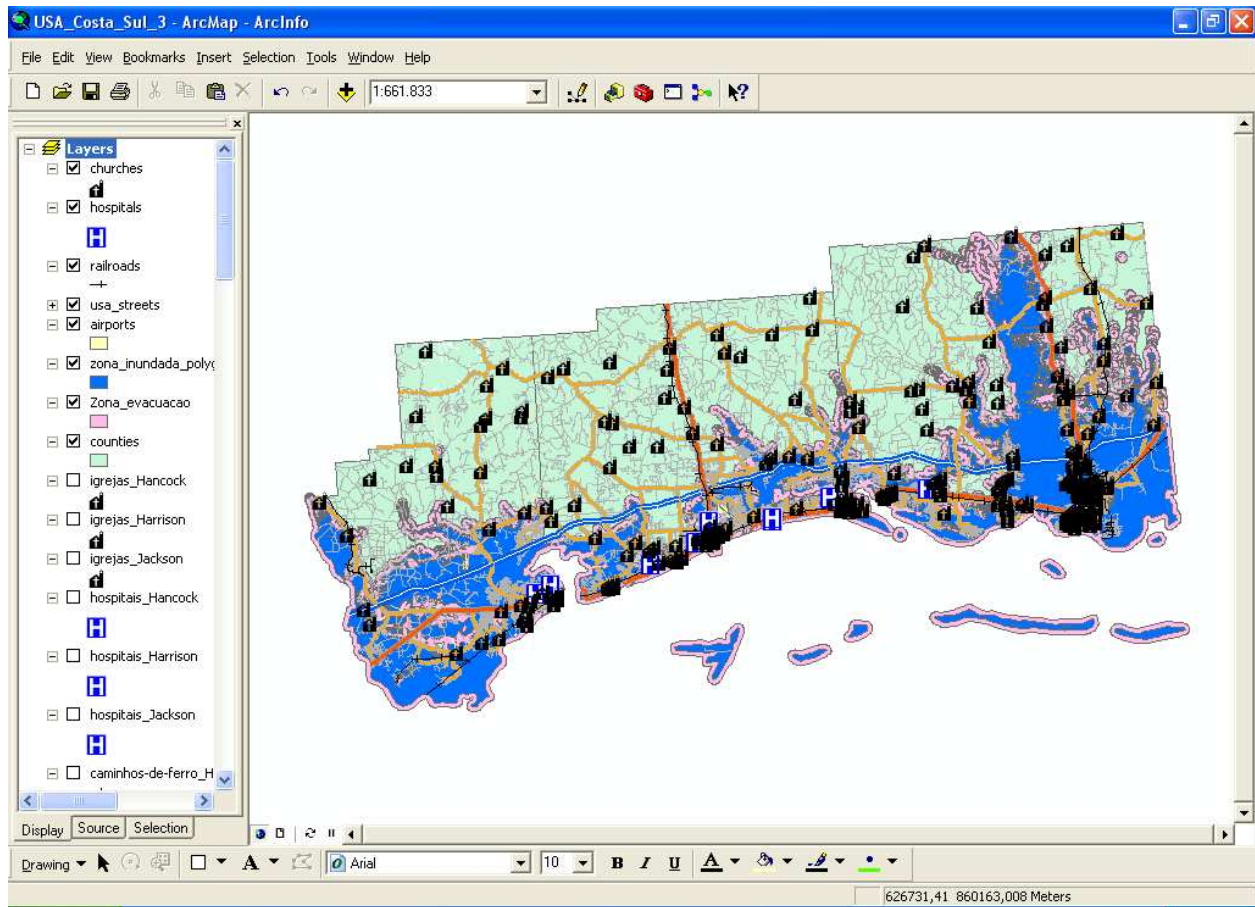 USA_Costa_Sul_3 - ArcMap - ArcInfo
File Edit View Bookmarks Insert Selection Tools Window Help
1:661.833
Layers
churches
hospitals
H
railroads
usa_streets
airports
zona_inundada_poly
Zona_evacuacao
counties
igrejas_Hancock
igrejas_Harrison
igrejas_Jackson
hospitais_Hancock
H
hospitais_Harrison
H
hospitais_Jackson
H
caminhos-de-ferro_H
Display Source Selection
Drawing A Arial 10 B I U A
626731,41 860163,008 Meters